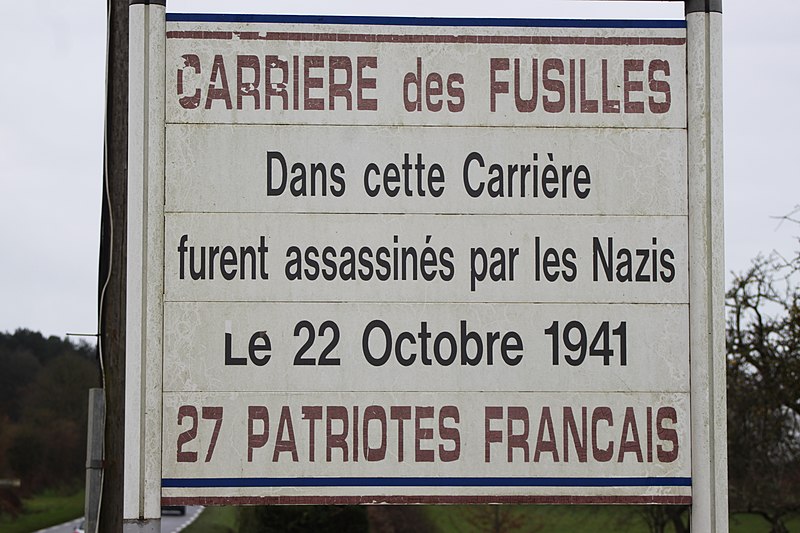 CARRIERE des FUSILLES
Dans cette Carrière
furent assassinés par les Nazis
Le 22 Octobre 1941
27 PATRIOTES FRANCAIS